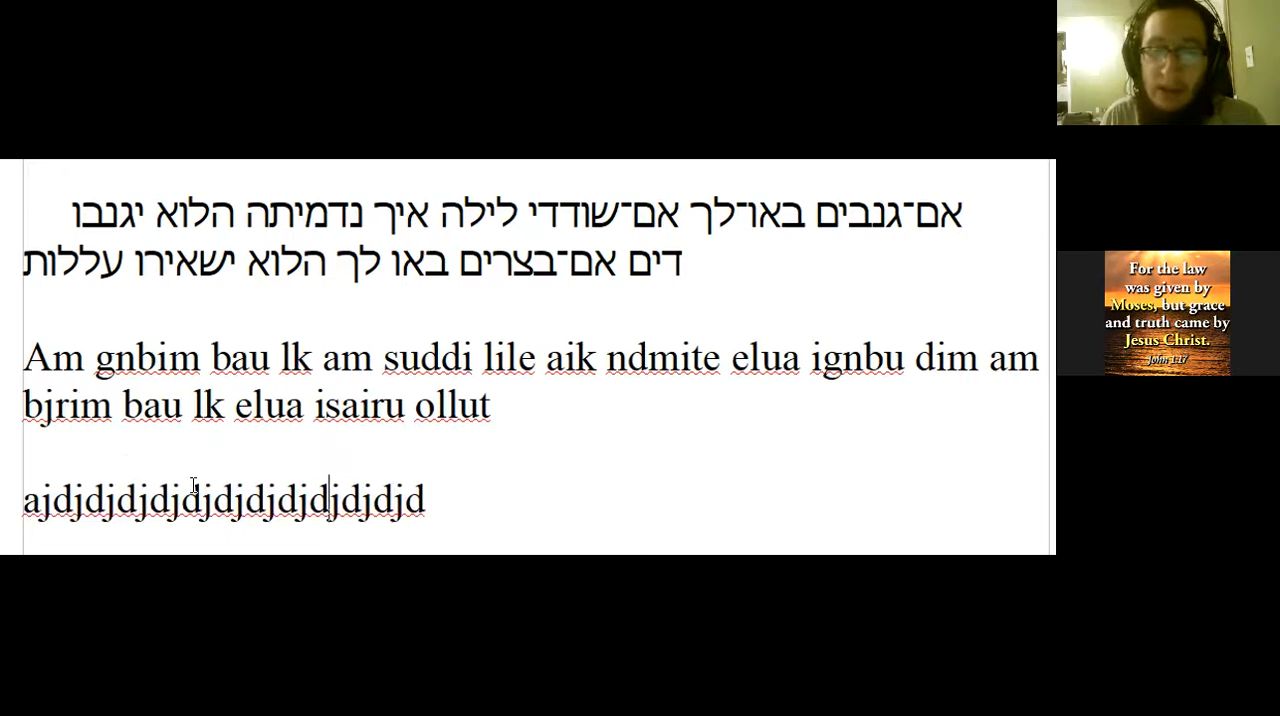 אם־גנבים באו־לך אם־שודדי לילה איך נדמיתה הלוא יגנבו
דים אם־בצרים באו לך הלוא ישאירו עללות
Am gnbim bau lk am suddi lile aik ndmite elua ignbu dim am
bjrim bau lk elua isairu ollut
ajdjdjdjdjdjdjdjdjdjdjdjd
For the law
was given by
Moses, but grace
and truth came by
Jesus Christ.
John 1:17